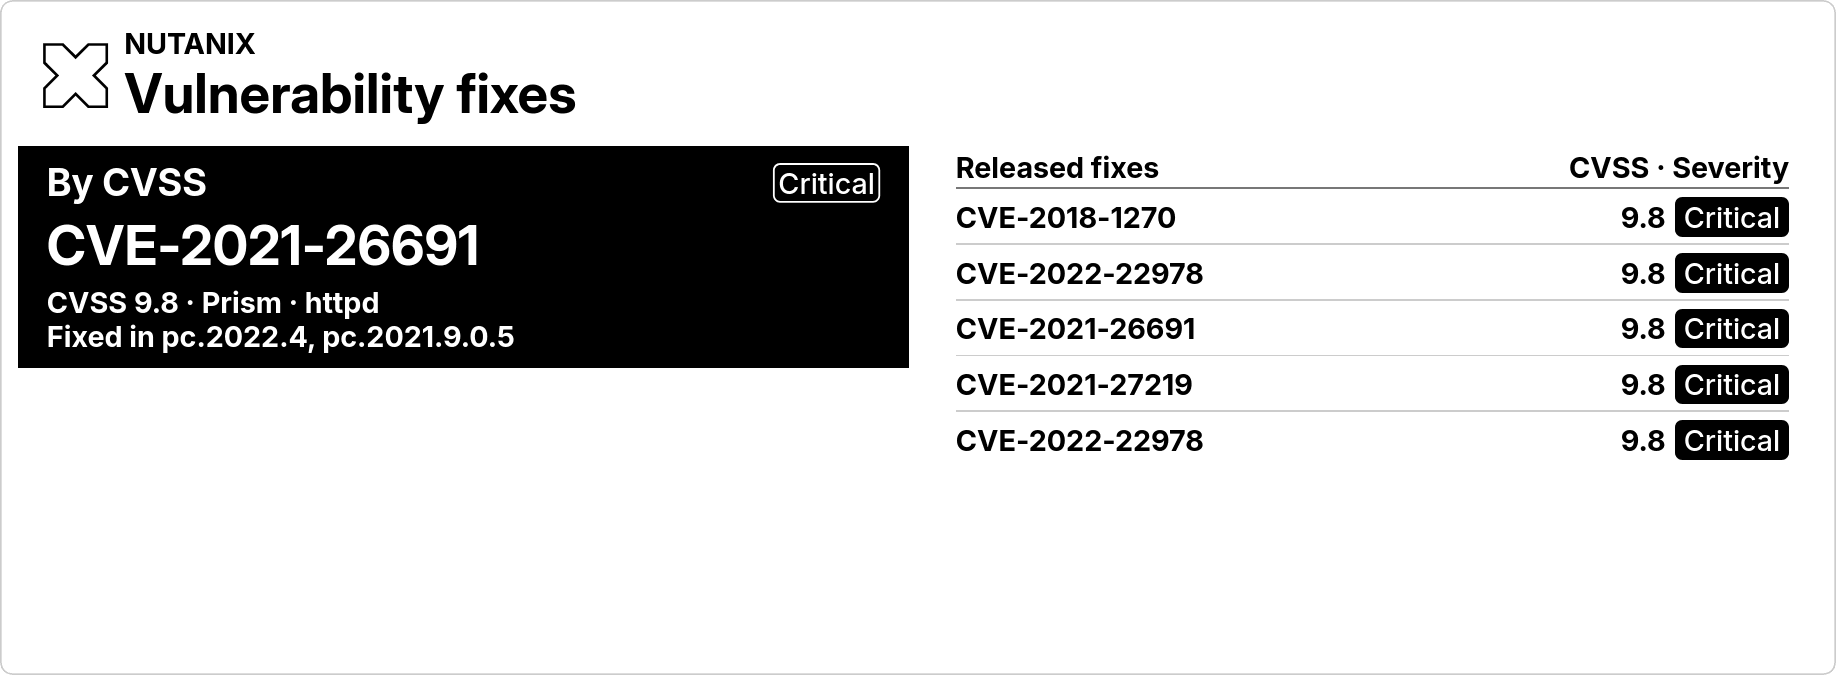 NUTANIX
Vulnerability fixes
By CVSS
Critical
CVE-2021-26691
CVSS 9.8 · Prism · httpd
Fixed in pc.2022.4, pc.2021.9.0.5
Released fixes CVSS · Severity
CVE-2018-1270 9.8 Critical
CVE-2022-22978 9.8 Critical
CVE-2021-26691 9.8 Critical
CVE-2021-27219 9.8 Critical
CVE-2022-22978 9.8 Critical